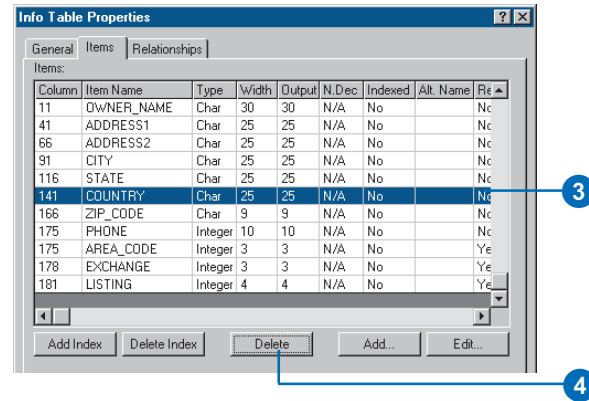 Info Table Properties
General Items Relationships
Items:
Column Item Name Type Width Output N.Dec Indexed Alt. Name Re
11 OWNER_NAME Char 30 30 N/A No No
41 ADDRESS1 Char 25 25 N/A No No
66 ADDRESS2 Char 25 25 N/A No No
91 CITY Char 25 25 N/A No No
116 STATE Char 25 25 N/A No No
141 COUNTRY Char 25 25 N/A No No
166 ZIP_CODE Char 9 9 N/A No No
175 PHONE Integer 10 10 N/A No No
175 AREA_CODE Integer 3 3 N/A No Ye
178 EXCHANGE Integer 3 3 N/A No Ye
181 LISTING Integer 4 4 N/A No Ye
Add Index Delete Index Delete Add... Edit...
3
4